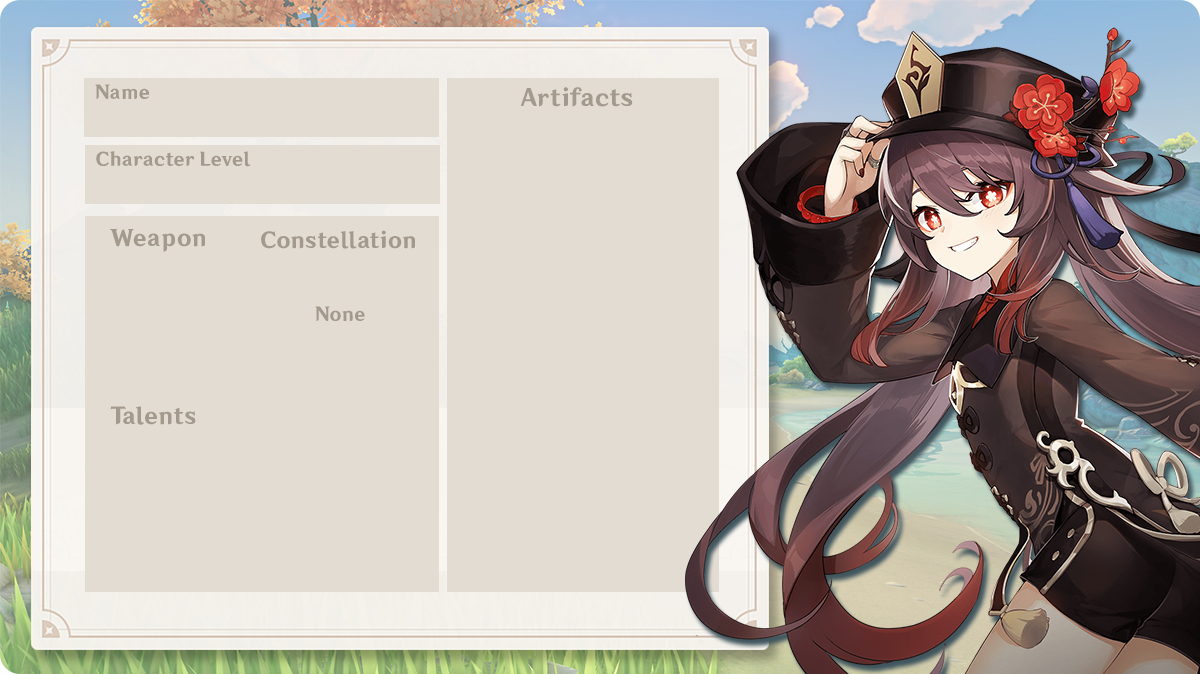 Name
Character Level
Weapon
Constellation
None
Talents
Artifacts